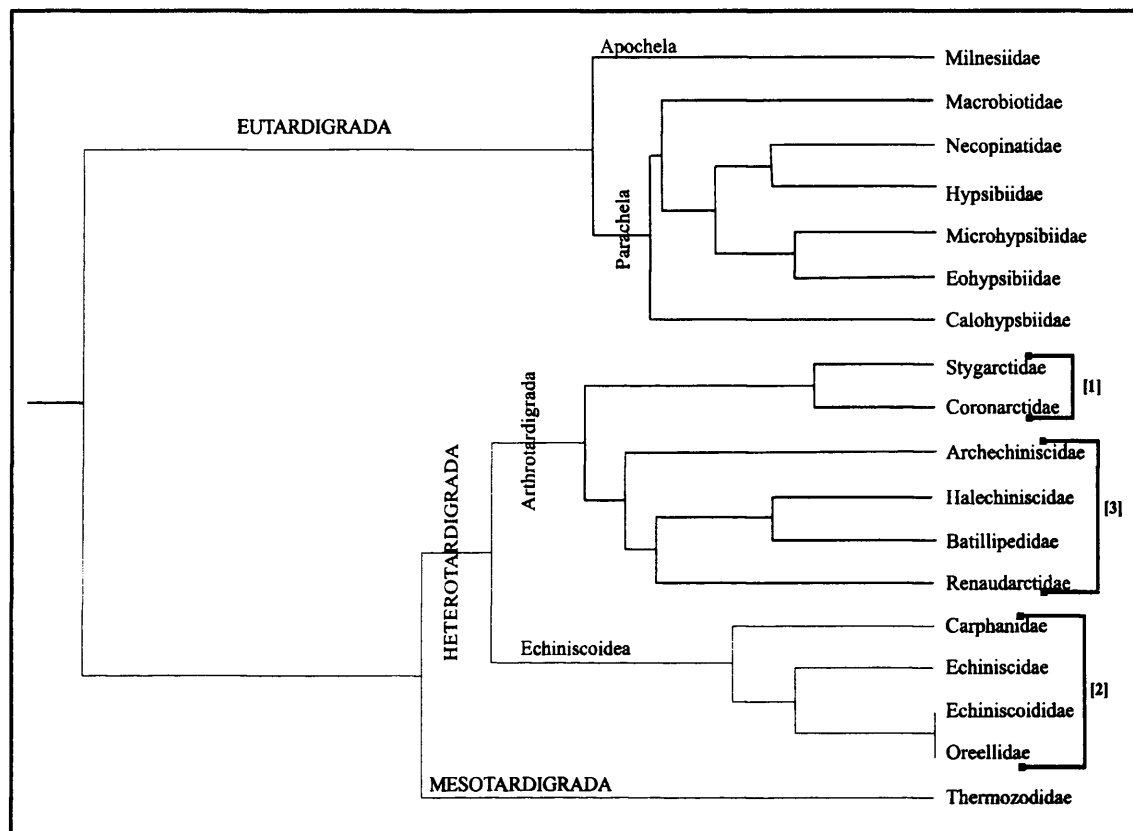 Apochela
Milnesiidae
Macrobiotidae
EUTARDIGRADA
Necopinatidae
Hypsibiidae
Parachela
Microhypsibiidae
Eohypsibiidae
Calohypsbiidae
Stygarctidae
[1]
Coronarctidae
Arthrotardigrada
Archechiniscidae
Halechiniscidae
[3]
Batillipedidae
HETEROTARDIGRADA
Renaudarctidae
Carphanidae
Echiniscoidea
Echiniscidae
[2]
Echiniscoididae
Oreellidae
MESOTARDIGRADA
Thermozodidae